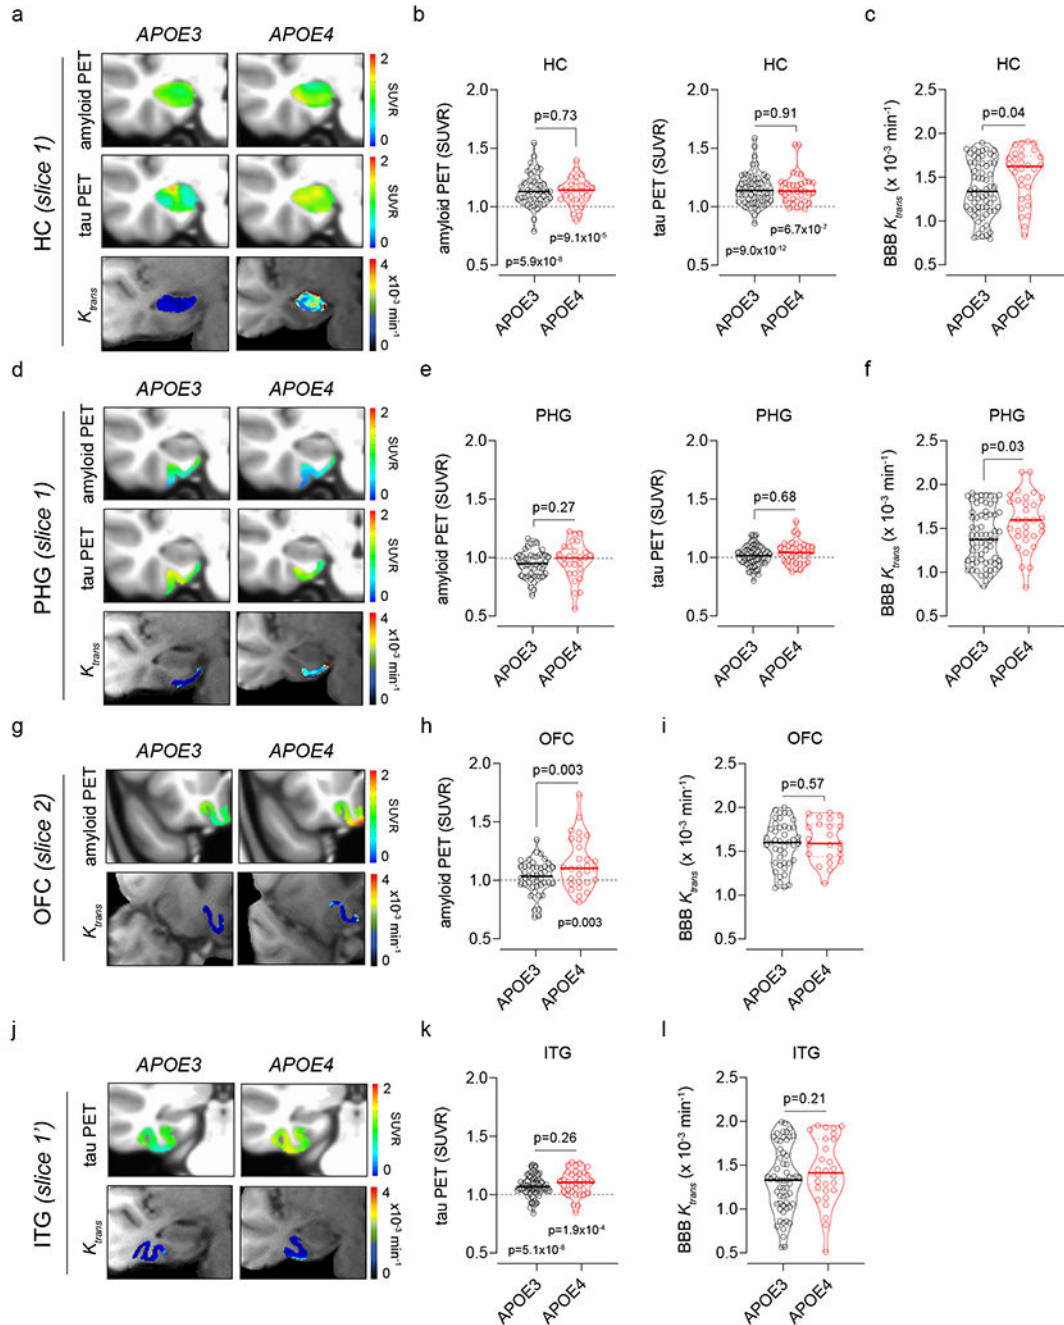 a
APOE3
APOE4
HC (slice 1)
amyloid PET
2
SUVR
0
tau PET
2
SUVR
0
Ktrans
4
x10-3 min-1
0
b
HC
amyloid PET (SUVR)
2.0
1.5
1.0
0.5
p=0.73
p=9.1x10-5
p=5.9x10-8
APOE3
APOE4
HC
tau PET (SUVR)
2.0
1.5
1.0
0.5
p=0.91
p=6.7x10-7
p=9.0x10-12
APOE3
APOE4
c
HC
BBB Ktrans (x 10-3 min-1)
2.5
2.0
1.5
1.0
0.5
p=0.04
APOE3
APOE4
d
APOE3
APOE4
PHG (slice 1)
amyloid PET
2
SUVR
0
tau PET
2
SUVR
0
Ktrans
4
x10-3 min-1
0
e
PHG
amyloid PET (SUVR)
2.0
1.5
1.0
0.5
p=0.27
APOE3
APOE4
PHG
tau PET (SUVR)
2.0
1.5
1.0
0.5
p=0.68
APOE3
APOE4
f
PHG
BBB Ktrans (x 10-3 min-1)
2.5
2.0
1.5
1.0
0.5
p=0.03
APOE3
APOE4
g
APOE3
APOE4
OFC (slice 2)
amyloid PET
2
SUVR
0
Ktrans
4
x10-3 min-1
0
h
OFC
amyloid PET (SUVR)
2.0
1.5
1.0
0.5
p=0.003
p=0.003
APOE3
APOE4
i
OFC
BBB Ktrans (x 10-3 min-1)
2.5
2.0
1.5
1.0
0.5
p=0.57
APOE3
APOE4
j
APOE3
APOE4
ITG (slice 1')
tau PET
2
SUVR
0
Ktrans
4
x10-3 min-1
0
k
ITG
tau PET (SUVR)
2.0
1.5
1.0
0.5
p=0.26
p=1.9x10-4
p=5.1x10-8
APOE3
APOE4
l
ITG
BBB Ktrans (x 10-3 min-1)
2.5
2.0
1.5
1.0
0.5
p=0.21
APOE3
APOE4